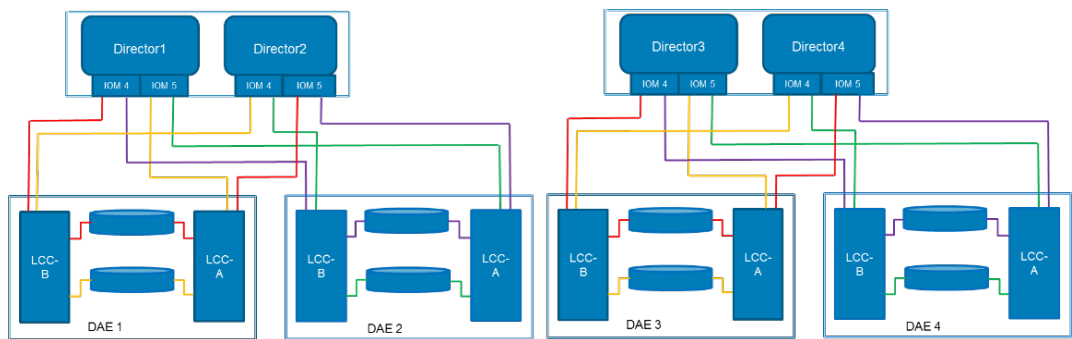 Director1
Director2
IOM 4
IOM 5
IOM 4
IOM 5
Director3
Director4
IOM 4
IOM 5
IOM 4
IOM 5
LCC-
B
LCC-
A
DAE 1
LCC-
B
LCC-
A
DAE 2
LCC-
B
LCC-
A
DAE 3
LCC-
B
LCC-
A
DAE 4